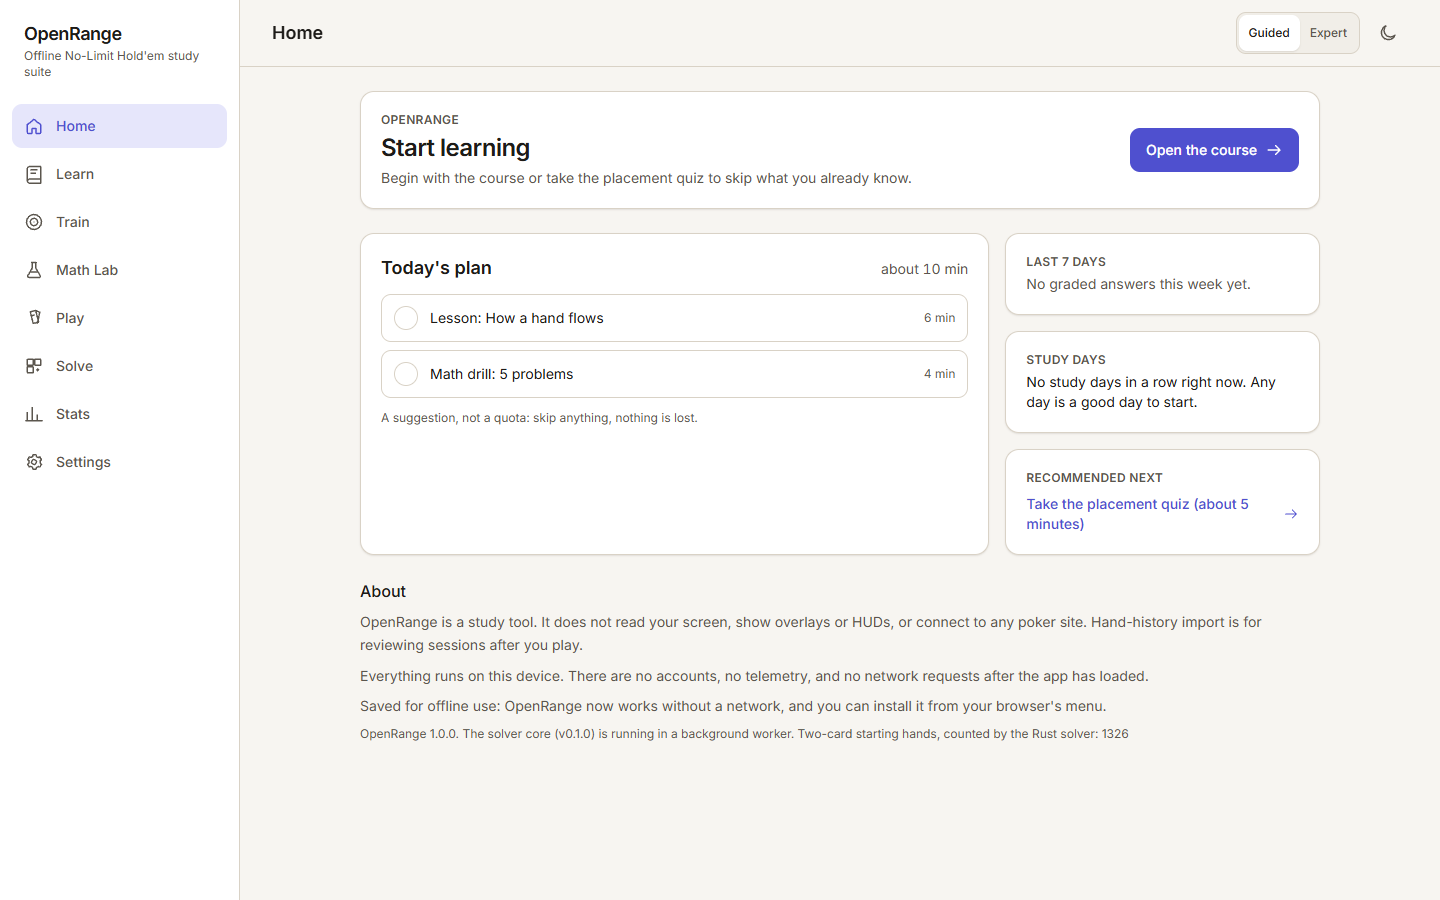 OpenRange
Offline No-Limit Hold'em study
suite
Home
Learn
Train
Math Lab
Play
Solve
Stats
Settings
Home
Guided
Expert
OPENRANGE
Start learning
Begin with the course or take the placement quiz to skip what you already know.
Open the course
Today's plan
about 10 min
Lesson: How a hand flows
6 min
Math drill: 5 problems
4 min
A suggestion, not a quota: skip anything, nothing is lost.
LAST 7 DAYS
No graded answers this week yet.
STUDY DAYS
No study days in a row right now. Any
day is a good day to start.
RECOMMENDED NEXT
Take the placement quiz (about 5
minutes)
About
OpenRange is a study tool. It does not read your screen, show overlays or HUDs, or connect to any poker site. Hand-history import is for
reviewing sessions after you play.
Everything runs on this device. There are no accounts, no telemetry, and no network requests after the app has loaded.
Saved for offline use: OpenRange now works without a network, and you can install it from your browser's menu.
OpenRange 1.0.0. The solver core (v0.1.0) is running in a background worker. Two-card starting hands, counted by the Rust solver: 1326